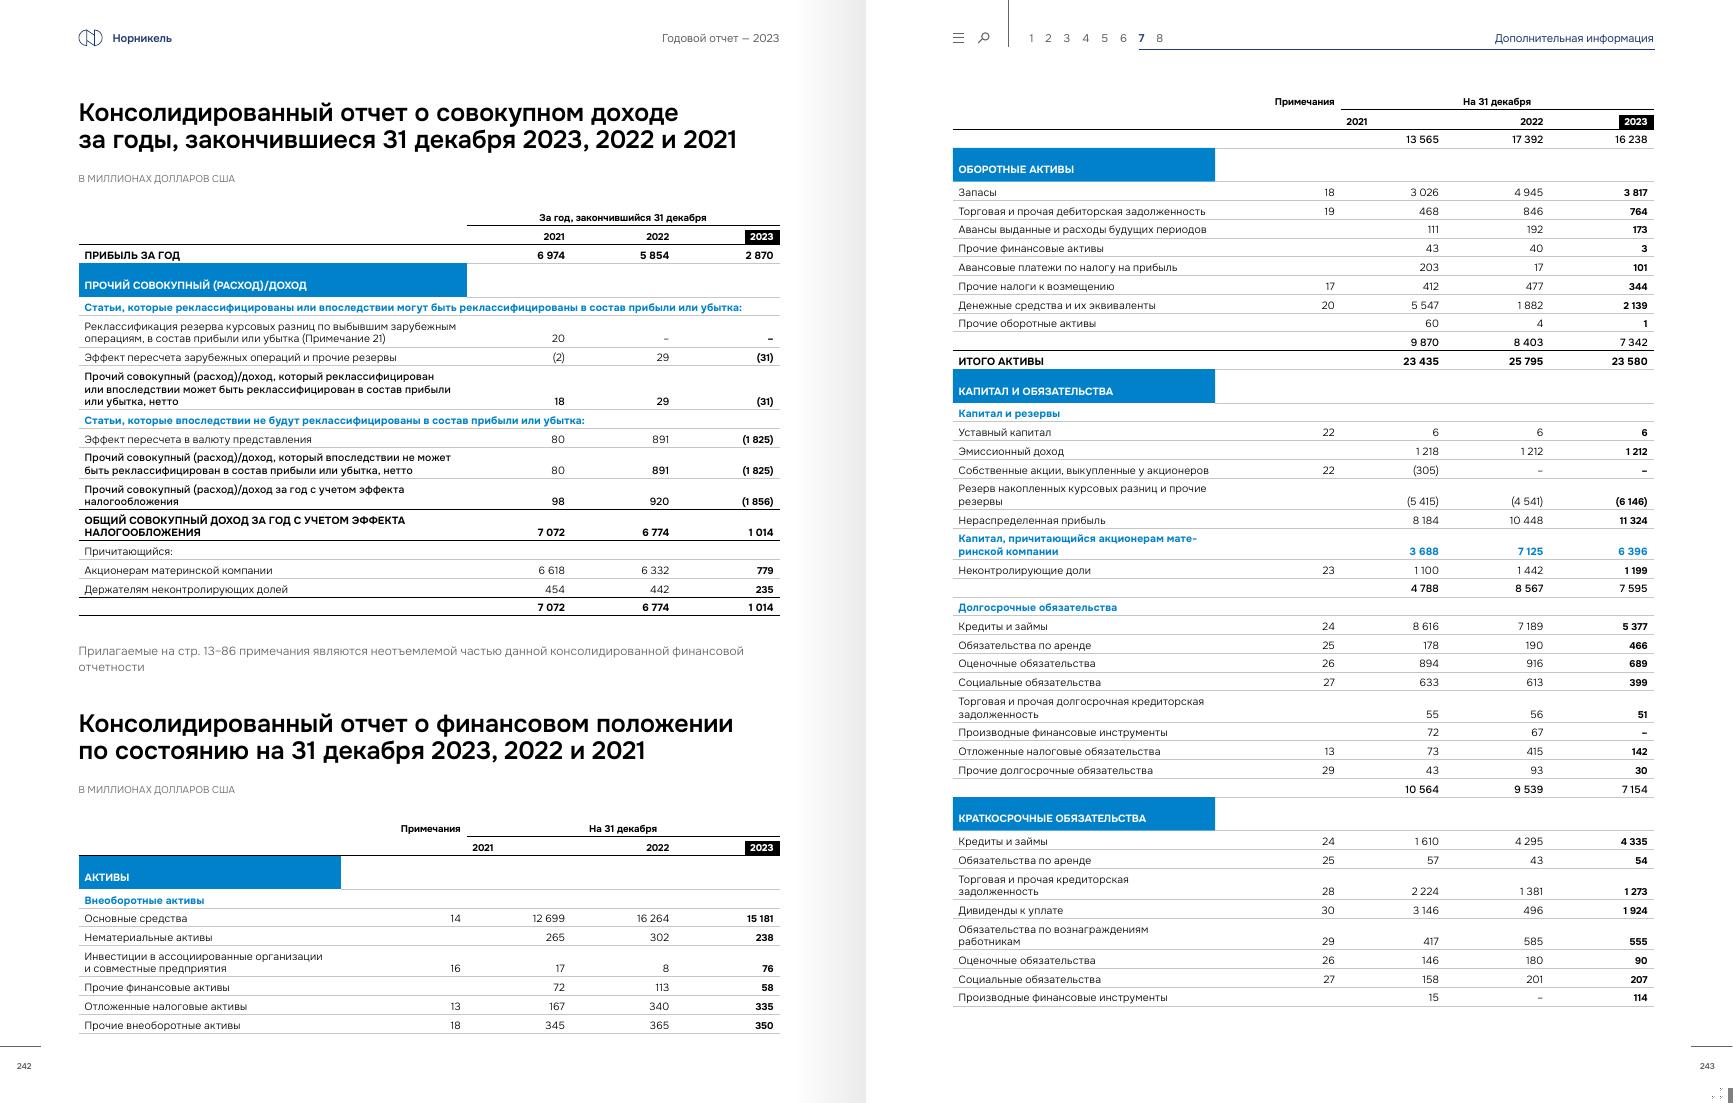 Норникель
Годовой отчет — 2023
Консолидированный отчет о совокупном доходе
за годы, закончившиеся 31 декабря 2023, 2022 и 2021
В МИЛЛИОНАХ ДОЛЛАРОВ США
За год, закончившийся 31 декабря
2021 2022 2023
ПРИБЫЛЬ ЗА ГОД 6 974 5 854 2 870
ПРОЧИЙ СОВОКУПНЫЙ (РАСХОД)/ДОХОД
Статьи, которые реклассифицированы или впоследствии могут быть реклассифицированы в состав прибыли или убытка:
Реклассификация резерва курсовых разниц по выбывшим зарубежным
операциям, в состав прибыли или убытка (Примечание 21) 20 – –
Эффект пересчета зарубежных операций и прочие резервы (2) 29 (31)
Прочий совокупный (расход)/доход, который реклассифицирован
или впоследствии может быть реклассифицирован в состав прибыли
или убытка, нетто 18 29 (31)
Статьи, которые впоследствии не будут реклассифицированы в состав прибыли или убытка:
Эффект пересчета в валюту представления 80 891 (1 825)
Прочий совокупный (расход)/доход, который впоследствии не может
быть реклассифицирован в состав прибыли или убытка, нетто 80 891 (1 825)
Прочий совокупный (расход)/доход за год с учетом эффекта
налогообложения 98 920 (1 856)
ОБЩИЙ СОВОКУПНЫЙ ДОХОД ЗА ГОД С УЧЕТОМ ЭФФЕКТА
НАЛОГООБЛОЖЕНИЯ 7 072 6 774 1 014
Причитающийся:
Акционерам материнской компании 6 618 6 332 779
Держателям неконтролирующих долей 454 442 235
7 072 6 774 1 014
Прилагаемые на стр. 13–86 примечания являются неотъемлемой частью данной консолидированной финансовой
отчетности
Консолидированный отчет о финансовом положении
по состоянию на 31 декабря 2023, 2022 и 2021
В МИЛЛИОНАХ ДОЛЛАРОВ США
Примечания На 31 декабря
2021 2022 2023
АКТИВЫ
Внеоборотные активы
Основные средства 14 12 699 16 264 15 181
Нематериальные активы 265 302 238
Инвестиции в ассоциированные организации
и совместные предприятия 16 17 8 76
Прочие финансовые активы 72 113 58
Отложенные налоговые активы 13 167 340 335
Прочие внеоборотные активы 18 345 365 350
242
1 2 3 4 5 6 7 8
Дополнительная информация
Примечания На 31 декабря
2021 2022 2023
13 565 17 392 16 238
ОБОРОТНЫЕ АКТИВЫ
Запасы 18 3 026 4 945 3 817
Торговая и прочая дебиторская задолженность 19 468 846 764
Авансы выданные и расходы будущих периодов 111 192 173
Прочие финансовые активы 43 40 3
Авансовые платежи по налогу на прибыль 203 17 101
Прочие налоги к возмещению 17 412 477 344
Денежные средства и их эквиваленты 20 5 547 1 882 2 139
Прочие оборотные активы 60 4 1
9 870 8 403 7 342
ИТОГО АКТИВЫ 23 435 25 795 23 580
КАПИТАЛ И ОБЯЗАТЕЛЬСТВА
Капитал и резервы
Уставный капитал 22 6 6 6
Эмиссионный доход 1 218 1 212 1 212
Собственные акции, выкупленные у акционеров 22 (305) – –
Резерв накопленных курсовых разниц и прочие
резервы (5 415) (4 541) (6 146)
Нераспределенная прибыль 8 184 10 448 11 324
Капитал, причитающийся акционерам мате-
ринской компании 3 688 7 125 6 396
Неконтролирующие доли 23 1 100 1 442 1 199
4 788 8 567 7 595
Долгосрочные обязательства
Кредиты и займы 24 8 616 7 189 5 377
Обязательства по аренде 25 178 190 466
Оценочные обязательства 26 894 916 689
Социальные обязательства 27 633 613 399
Торговая и прочая долгосрочная кредиторская
задолженность 55 56 51
Производные финансовые инструменты 72 67 –
Отложенные налоговые обязательства 13 73 415 142
Прочие долгосрочные обязательства 29 43 93 30
10 564 9 539 7 154
КРАТКОСРОЧНЫЕ ОБЯЗАТЕЛЬСТВА
Кредиты и займы 24 1 610 4 295 4 335
Обязательства по аренде 25 57 43 54
Торговая и прочая кредиторская
задолженность 28 2 224 1 381 1 273
Дивиденды к уплате 30 3 146 496 1 924
Обязательства по вознаграждениям
работникам 29 417 585 555
Оценочные обязательства 26 146 180 90
Социальные обязательства 27 158 201 207
Производные финансовые инструменты 15 – 114
243